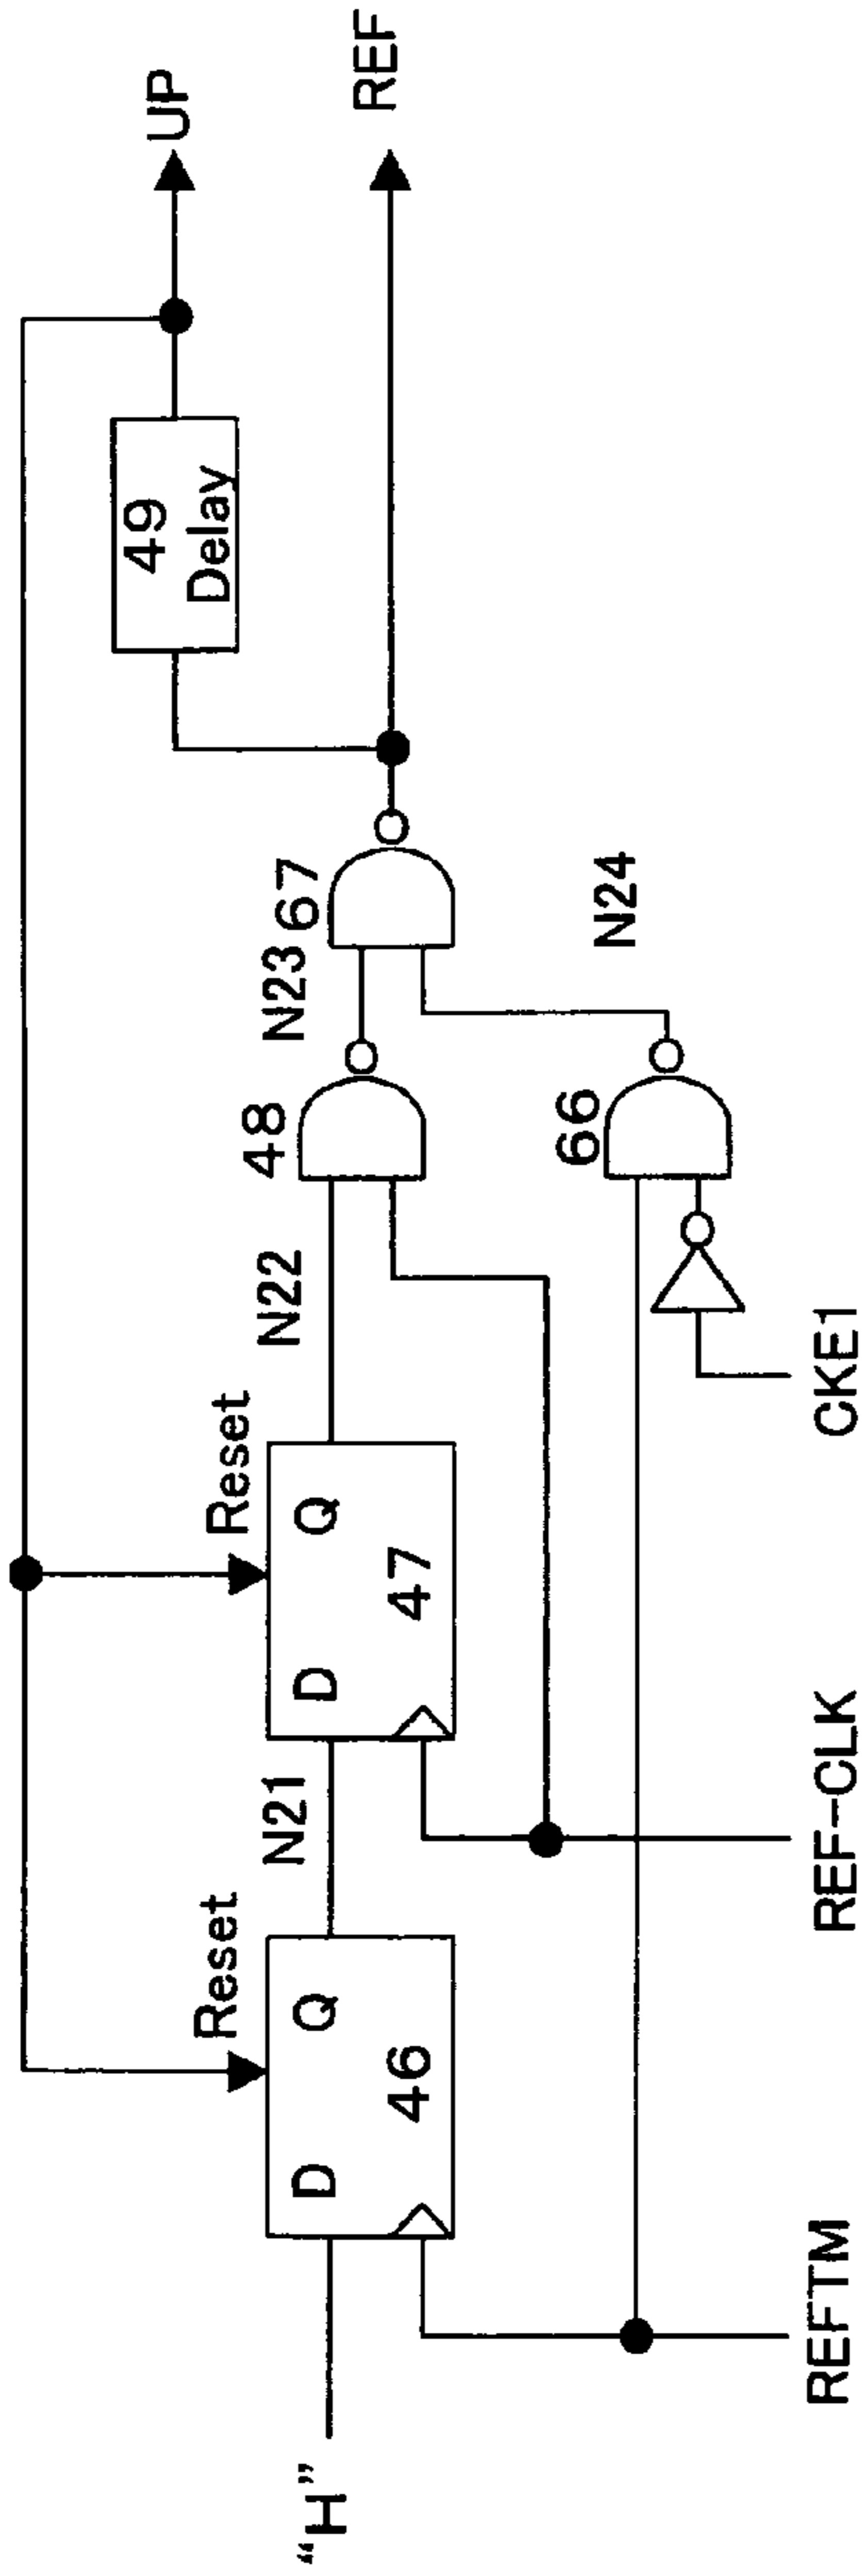 “H”
D
Q
46
Reset
N21
D
Q
47
Reset
N22
48
N23
67
49
Delay
UP
REF
66
N24
REFTM
REF-CLK
CKE1